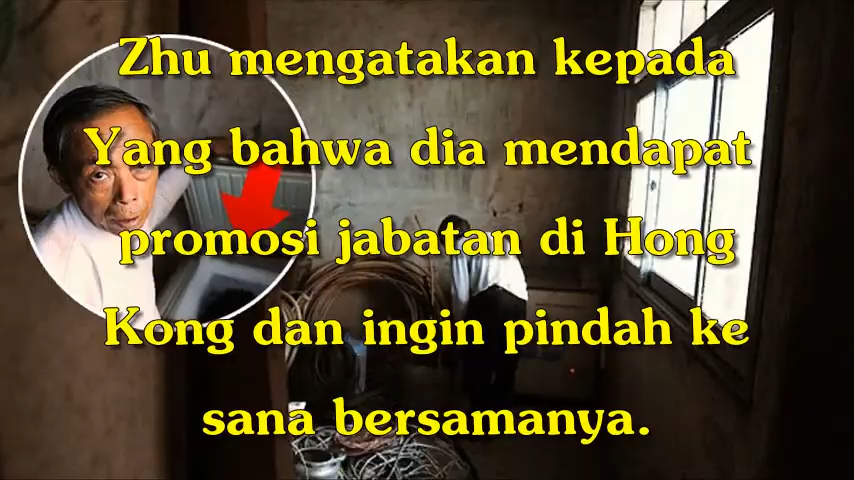 Zhu mengatakan kepada
Yang bahwa dia mendapat
promosi jabatan di Hong
Kong dan ingin pindah ke
sana bersamanya.